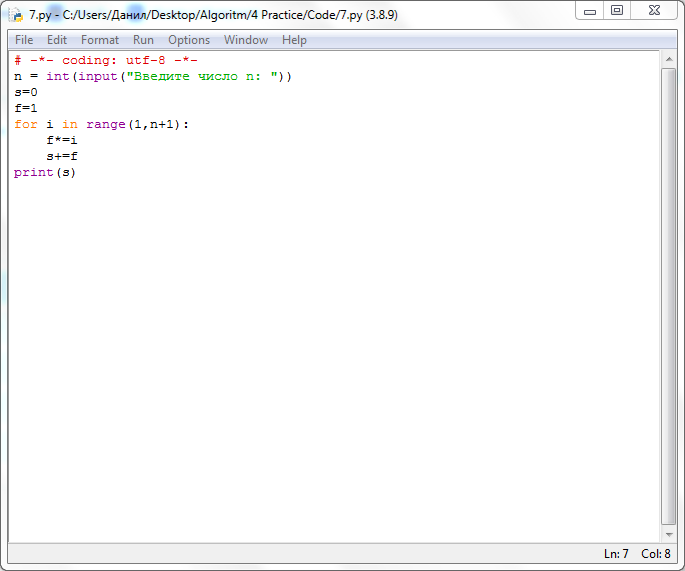 7.py - C:/Users/Данил/Desktop/Algoritm/4 Practice/Code/7.py (3.8.9)
File Edit Format Run Options Window Help
# -*- coding: utf-8 -*-
n = int(input("Введите число n: "))
s=0
f=1
for i in range(1,n+1):
    f*=i
    s+=f
print(s)
Ln: 7 Col: 8